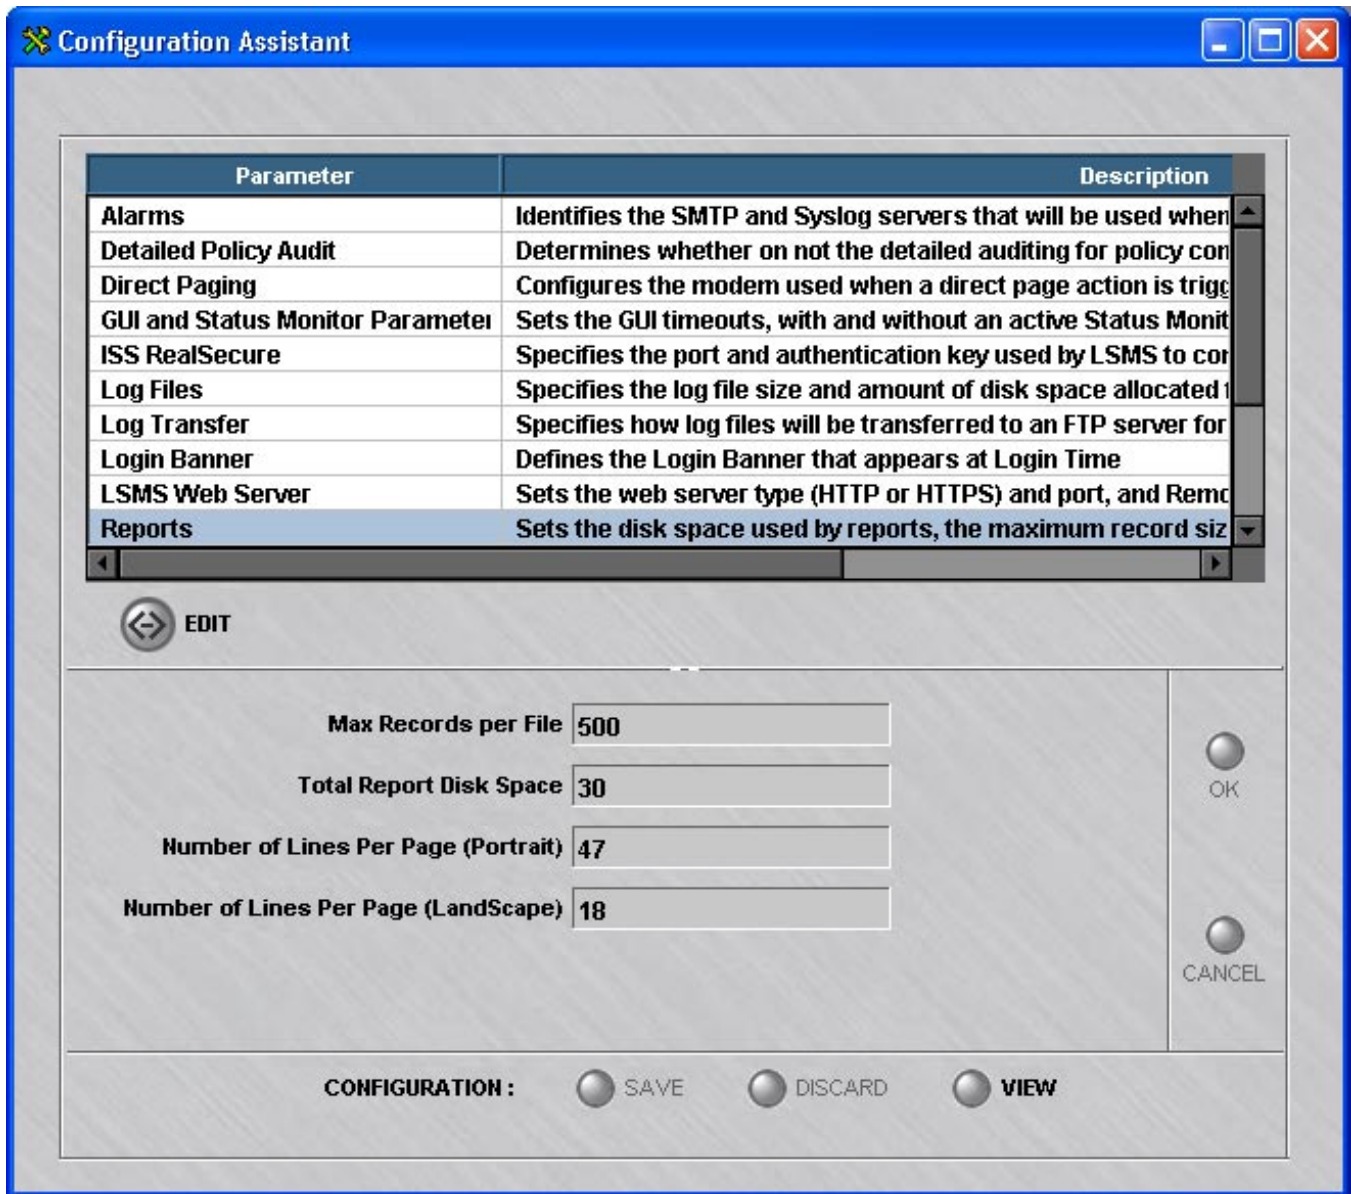 Configuration Assistant
Parameter Description
Alarms Identifies the SMTP and Syslog servers that will be used when
Detailed Policy Audit Determines whether on not the detailed auditing for policy con
Direct Paging Configures the modem used when a direct page action is trigg
GUI and Status Monitor Parameter Sets the GUI timeouts, with and without an active Status Monit
ISS RealSecure Specifies the port and authentication key used by LSMS to con
Log Files Specifies the log file size and amount of disk space allocated
Log Transfer Specifies how log files will be transferred to an FTP server for
Login Banner Defines the Login Banner that appears at Login Time
LSMS Web Server Sets the web server type (HTTP or HTTPS) and port, and Remo
Reports Sets the disk space used by reports, the maximum record siz
EDIT
Max Records per File 500
Total Report Disk Space 30
OK
Number of Lines Per Page (Portrait) 47
Number of Lines Per Page (LandScape) 18
CANCEL
CONFIGURATION : SAVE DISCARD VIEW